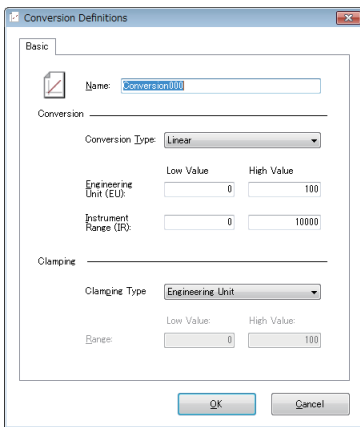 Conversion Definitions
Basic
Name: Conversion000
Conversion
Conversion Type: Linear
Low Value High Value
Engineering
Unit (EU): 0 100
Instrument
Range (IR): 0 10000
Clamping
Clamping Type Engineering Unit
Low Value: High Value:
Range: 0 100
OK Cancel